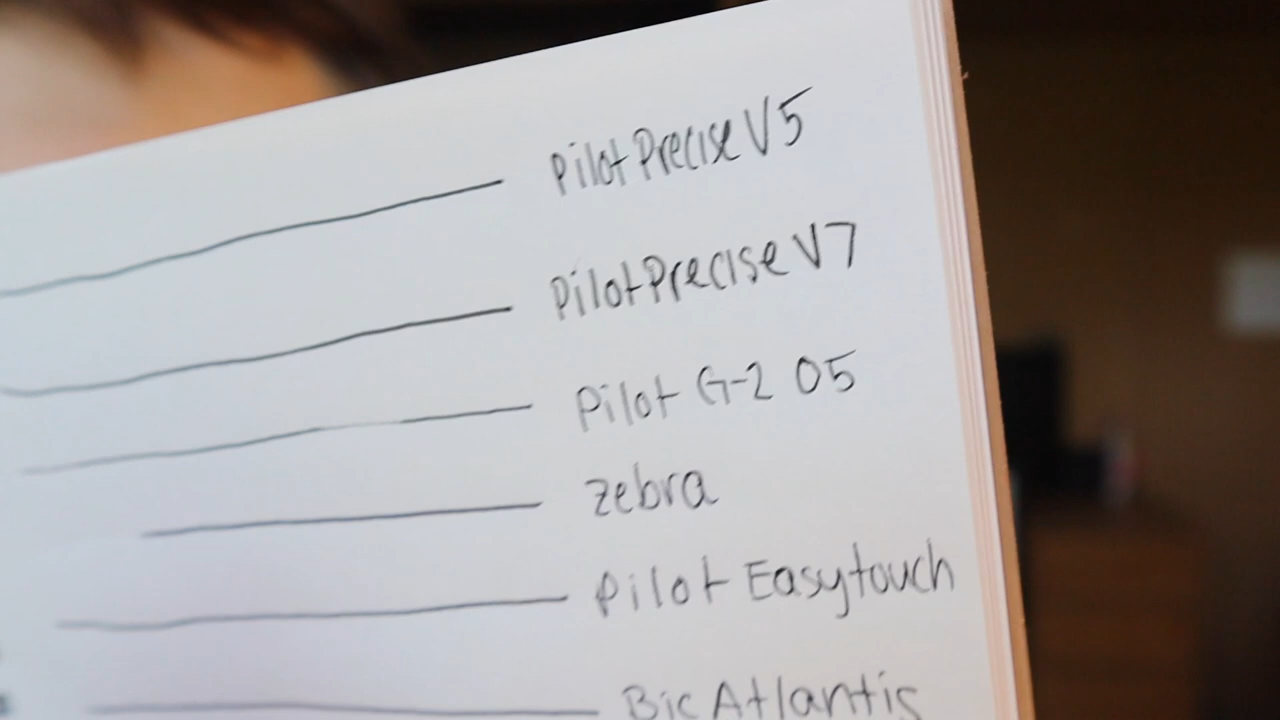 Pilot Precise V5
Pilot Precise V7
Pilot G-2 05
zebra
Pilot Easytouch
Bic Atlantis